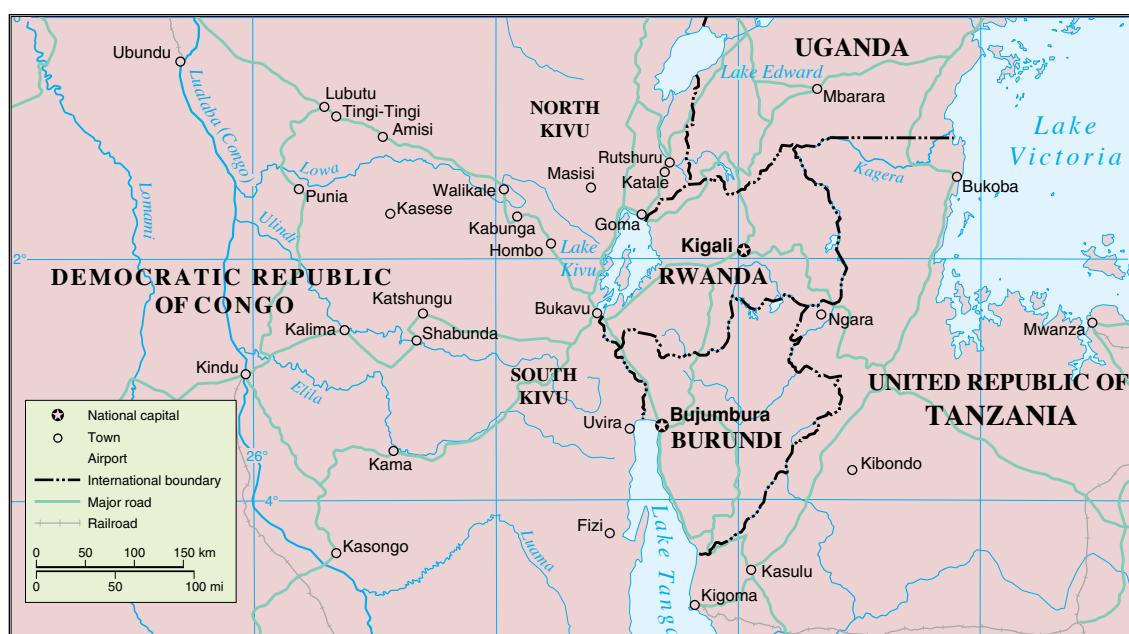 0°
UGANDA
Ubundu
Lake Edward
Mbarara
Lualaba (Congo)
Lubutu
Tingi-Tingi
Amisi
NORTH
KIVU
Lake
Victoria
Rutshuru
Katale
Masisi
Kagera
Bukoba
Lowa
Punia
Walikale
Lomami
Kasese
Kabunga
Goma
Ulindi
Hombo
Lake
Kivu
Kigali
2°
DEMOCRATIC REPUBLIC
OF CONGO
RWANDA
Katshungu
Bukavu
Kalima
Shabunda
Ngara
Mwanza
Kindu
Elila
SOUTH
KIVU
UNITED REPUBLIC OF
TANZANIA
Uvira
Bujumbura
BURUNDI
National capital
Town
Airport
International boundary
Major road
Railroad
0 50 100 150 km
0 50 100 mi
26°
Kama
Kibondo
4°
Fizi
Luama
Lake Tanga
Kasongo
Kasulu
Kigoma